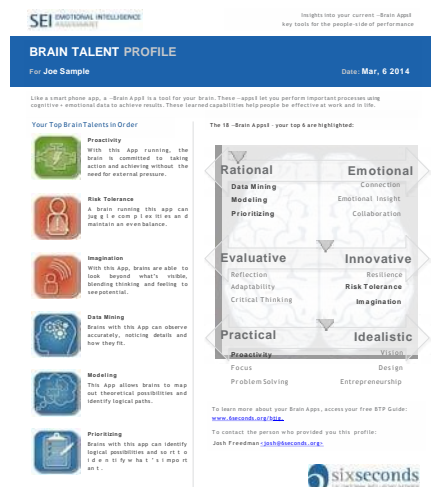 SEI EMOTIONAL INTELLIGENCE
ASSESSMENT
Insights into your current ~Brain Apps‖
key tools for the people-side of performance
BRAIN TALENT PROFILE
For Joe Sample
Date: Mar, 6 2014
Like a smart phone app, a ~Brain App‖ is a tool for your brain. These ~apps‖ let you perform important processes using
cognitive + emotional data to achieve results. These learned capabilities help people be effective at work and in life.
Your Top Brain Talents in Order
Proactivity
With this App running, the
brain is committed to taking
action and achieving without the
need for external pressure.
Risk Tolerance
A brain running this app can
juggle complexities and
maintain an even balance.
Imagination
With this App, brains are able to
look beyond what's visible,
blending thinking and feeling to
see potential.
Data Mining
Brains with this App can observe
accurately, noticing details and
how they fit.
Modeling
This App allows brains to map
out theoretical possibilities and
identify logical paths.
Prioritizing
Brains with this app can identify
logical possibilities and so rt t o
i d e n ti fy w ha t ' s i mpo rt
an t .
The 18 ~Brain Apps‖ - your top 6 are highlighted:
Rational Emotional
Data Mining Connection
Modeling Emotional Insight
Prioritizing Collaboration
Evaluative Innovative
Reflection Resilience
Adaptability Risk Tolerance
Critical Thinking Imagination
Practical Idealistic
Proactivity Vision
Focus Design
Problem Solving Entrepreneurship
To learn more about your Brain Apps, access your free BTP Guide:
www.6seconds.org/btig
To contact the person who provided you this profile:
Josh Freedman <josh@6seconds.org>
sixseconds